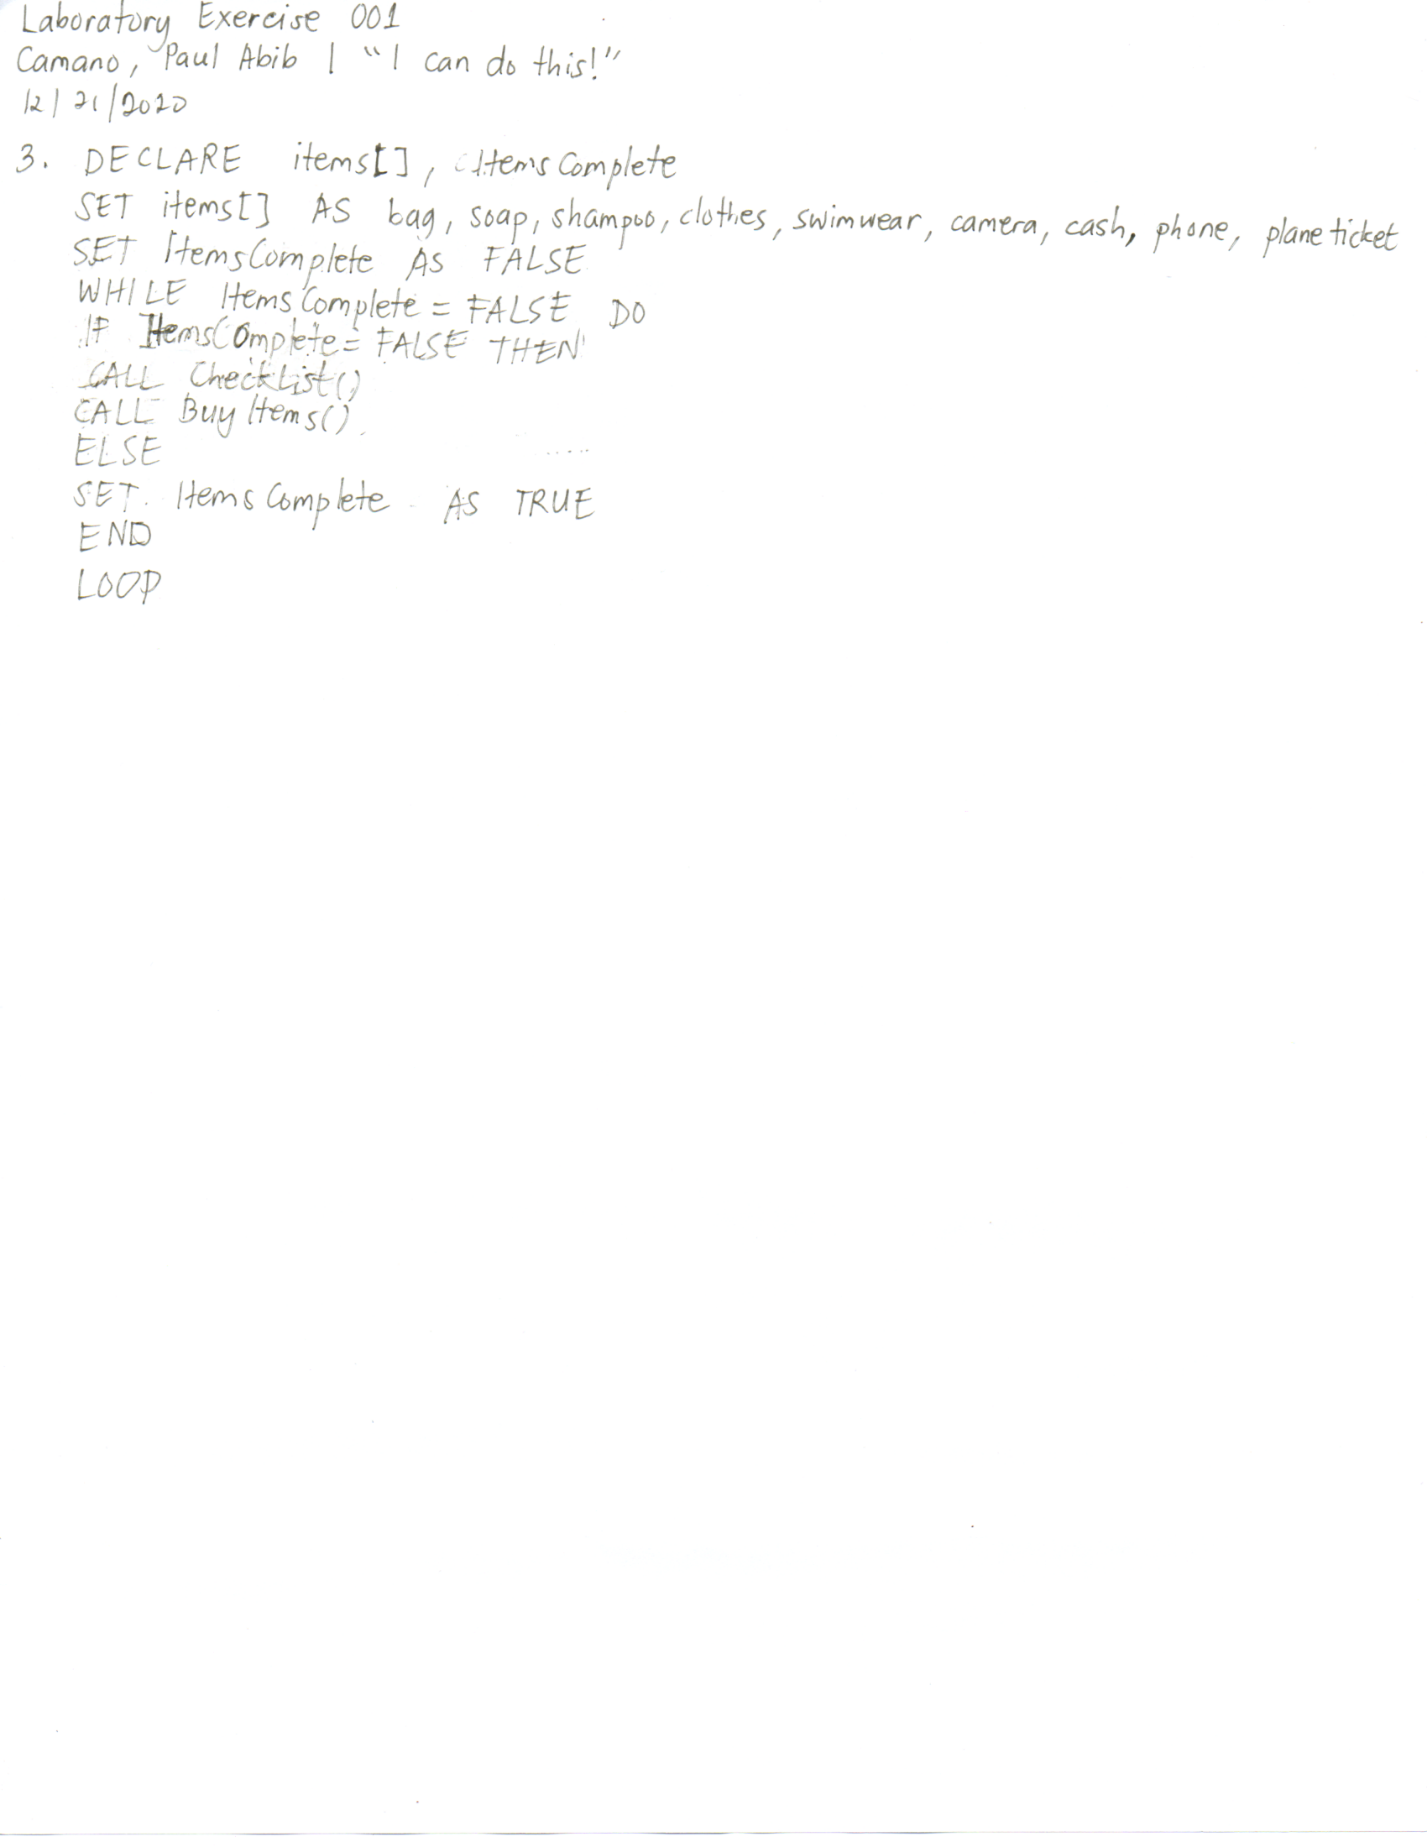 Laboratory Exercise 001
Camano, Paul Abib | "I can do this!"
12/21/2020
3. DECLARE items[], ItemsComplete
SET items[] AS bag, soap, shampoo, clothes, swimwear, camera, cash, phone, plane ticket
SET ItemsComplete AS FALSE
WHILE ItemsComplete = FALSE DO
IF ItemsComplete = FALSE THEN
CALL CheckList()
CALL BuyItems()
ELSE
SET ItemsComplete AS TRUE
END
LOOP